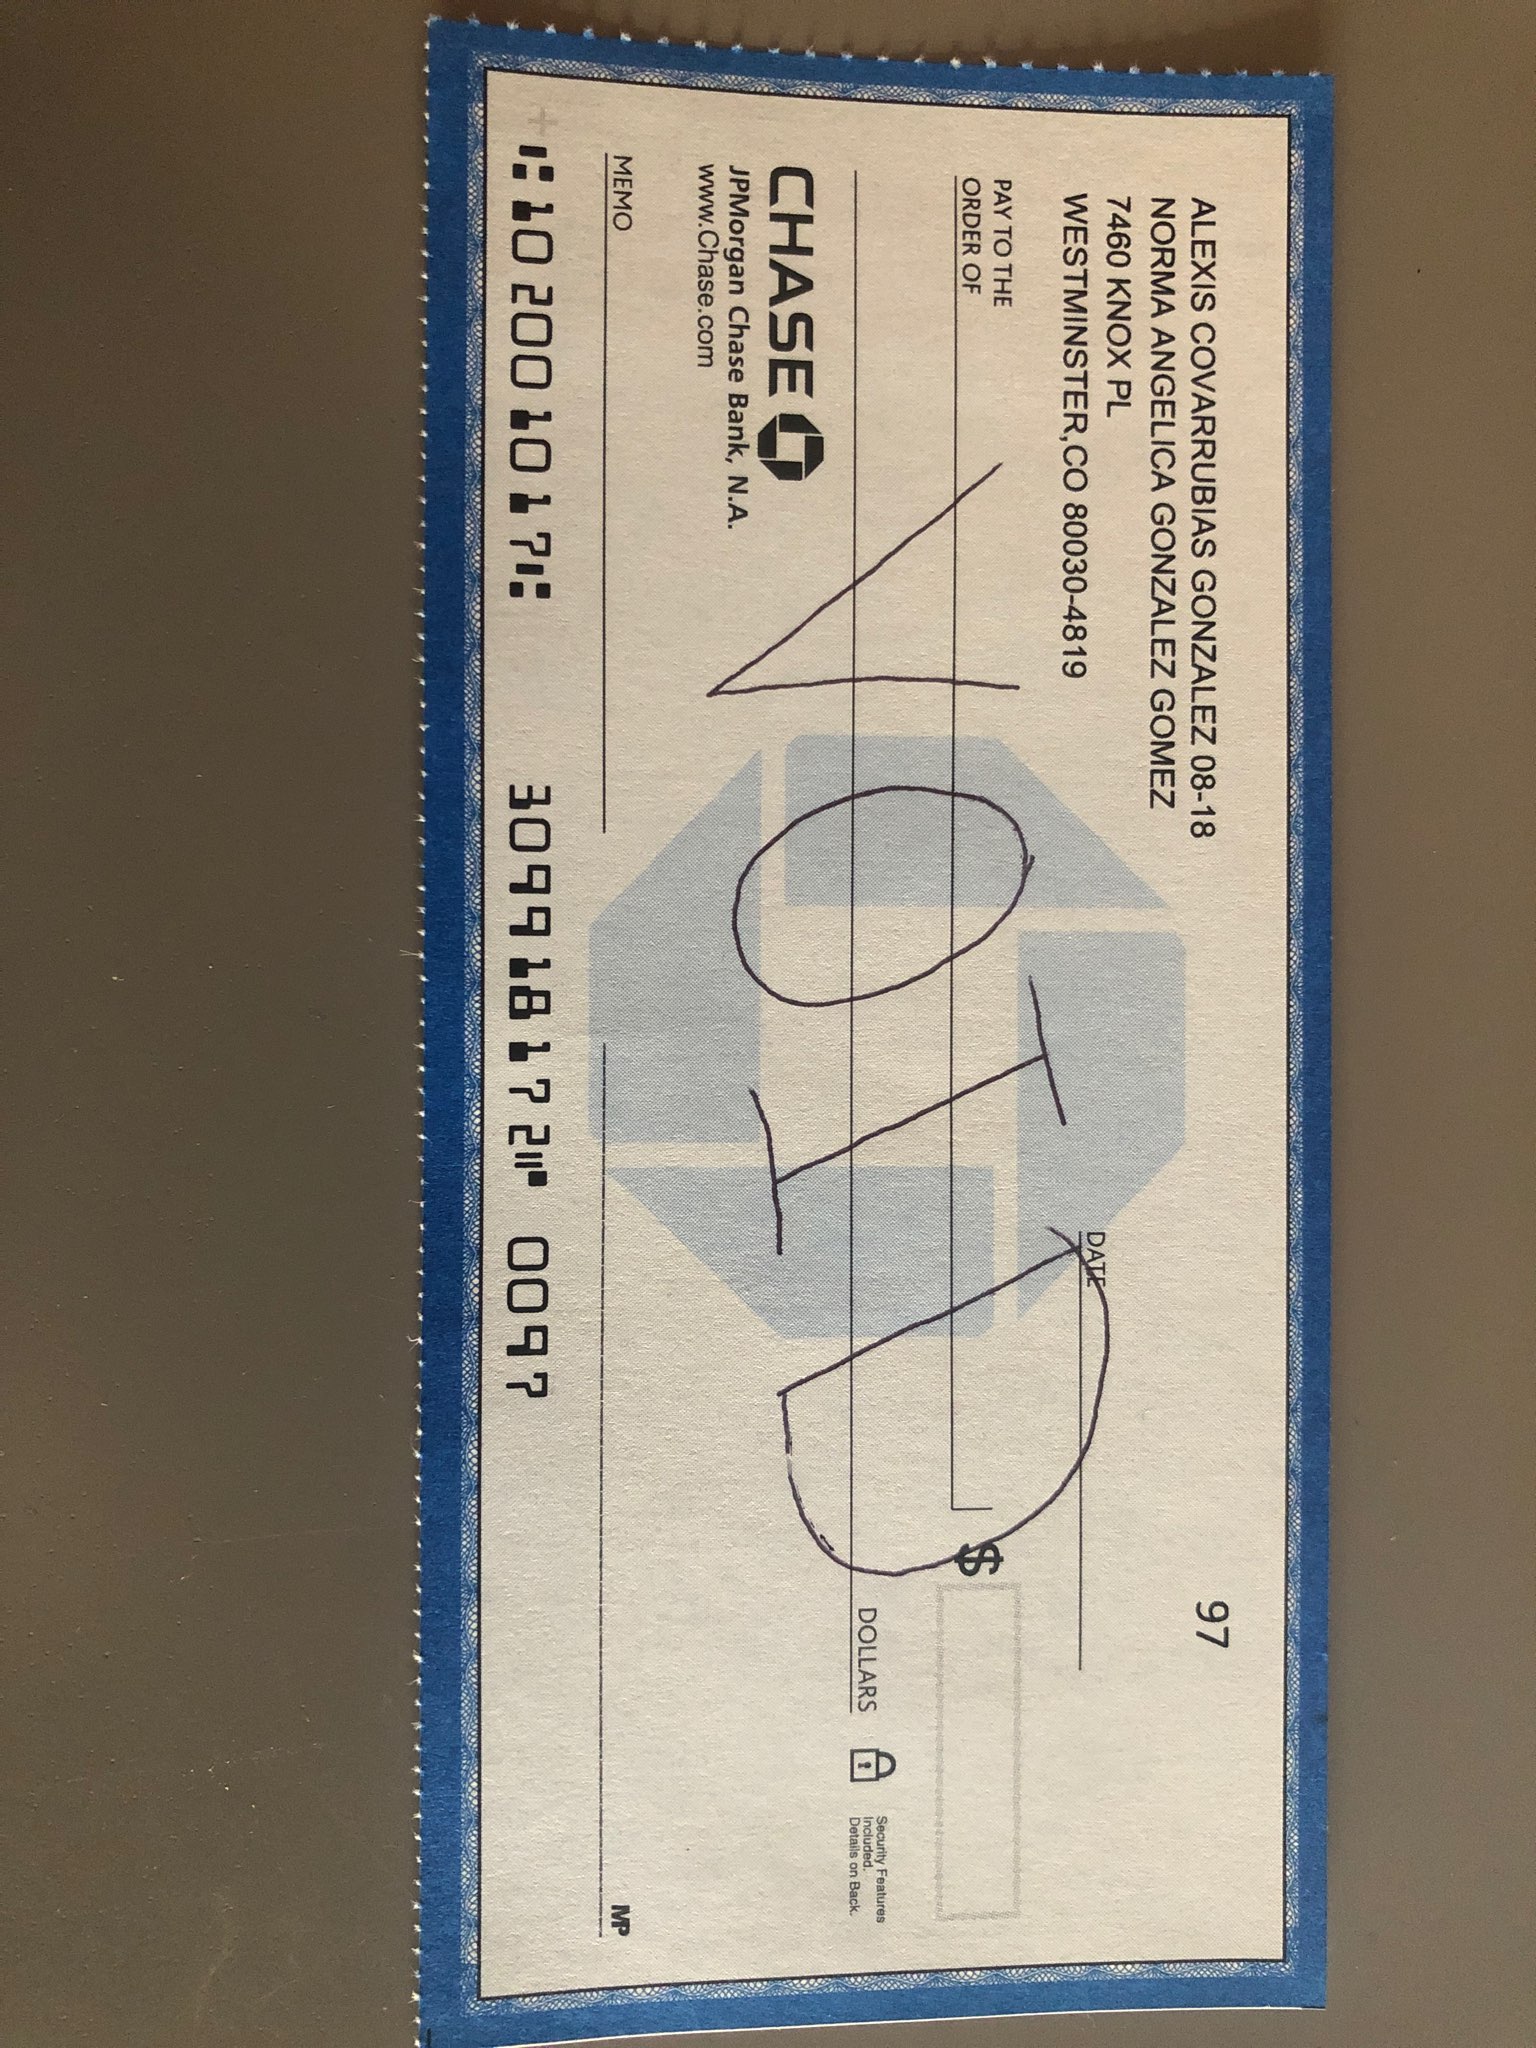 ALEXIS COVARRUBIAS GONZALEZ 08-18
NORMA ANGELICA GONZALEZ GOMEZ
7460 KNOX PL
WESTMINSTER,CO 80030-4819
97
DATE
PAY TO THE
ORDER OF
$
VOID
DOLLARS
Security Features
Included.
Details on Back.
CHASE
JPMorgan Chase Bank, N.A.
www.Chase.com
MEMO
MP
⑆102001017⑆ 309918172⑈ 0097